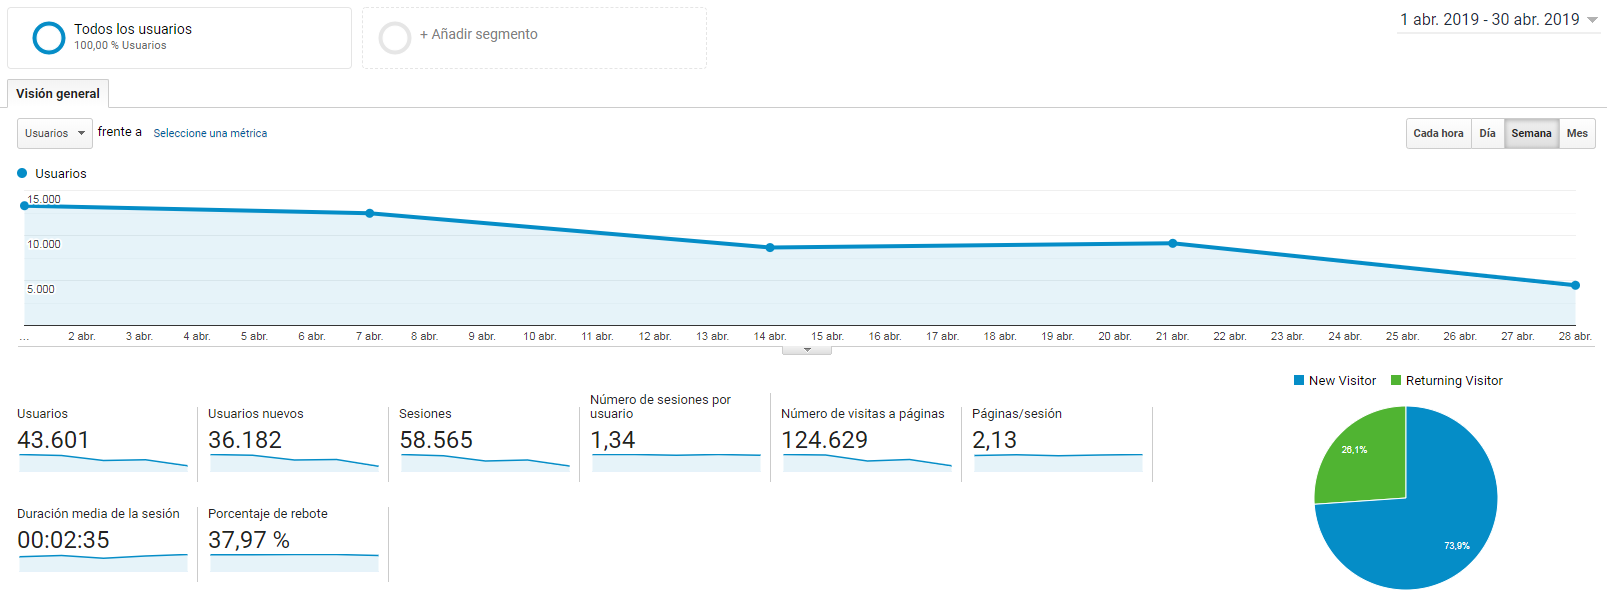 Todos los usuarios
100,00 % Usuarios
+ Añadir segmento
1 abr. 2019 - 30 abr. 2019
Visión general
Usuarios
frente a
Seleccione una métrica
Cada hora
Día
Semana
Mes
Usuarios
15.000
10.000
5.000
... 2 abr. 3 abr. 4 abr. 5 abr. 6 abr. 7 abr. 8 abr. 9 abr. 10 abr. 11 abr. 12 abr. 13 abr. 14 abr. 15 abr. 16 abr. 17 abr. 18 abr. 19 abr. 20 abr. 21 abr. 22 abr. 23 abr. 24 abr. 25 abr. 26 abr. 27 abr. 28 abr.
New Visitor
Returning Visitor
Usuarios
43.601
Usuarios nuevos
36.182
Sesiones
58.565
Número de sesiones por
usuario
1,34
Número de visitas a páginas
124.629
Páginas/sesión
2,13
26,1%
73,9%
Duración media de la sesión
00:02:35
Porcentaje de rebote
37,97 %